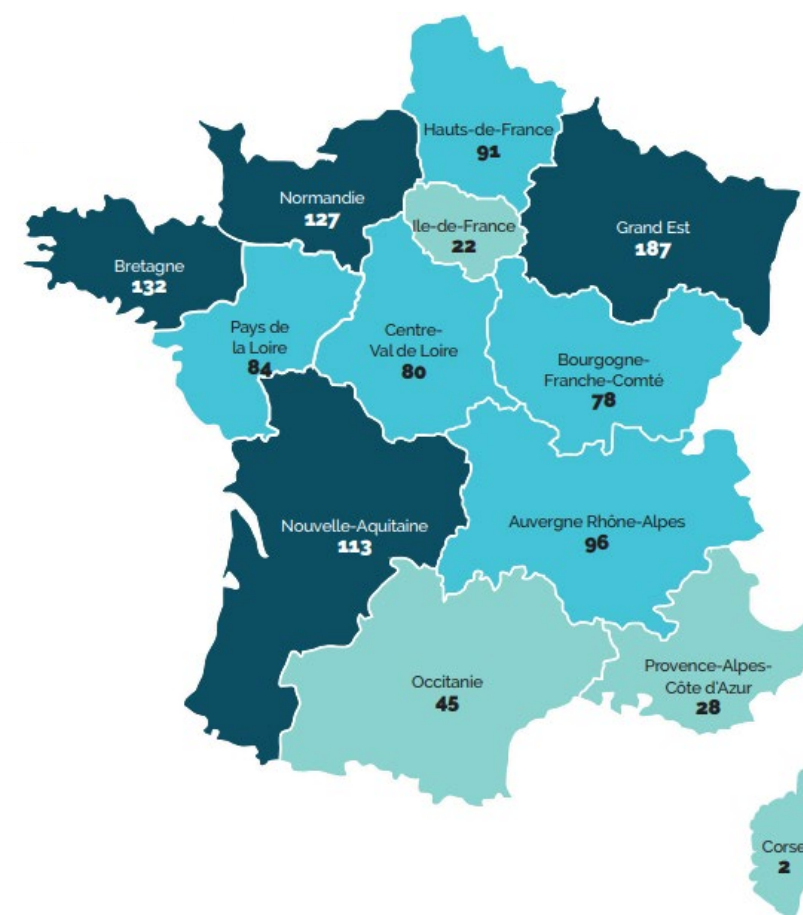 Hauts-de-France
91
Normandie
127
Ile-de-France
22
Grand Est
187
Bretagne
132
Pays de
la Loire
84
Centre-
Val de Loire
80
Bourgogne-
Franche-Comté
78
Nouvelle-Aquitaine
113
Auvergne Rhône-Alpes
96
Occitanie
45
Provence-Alpes-
Côte d'Azur
28
Corse
2